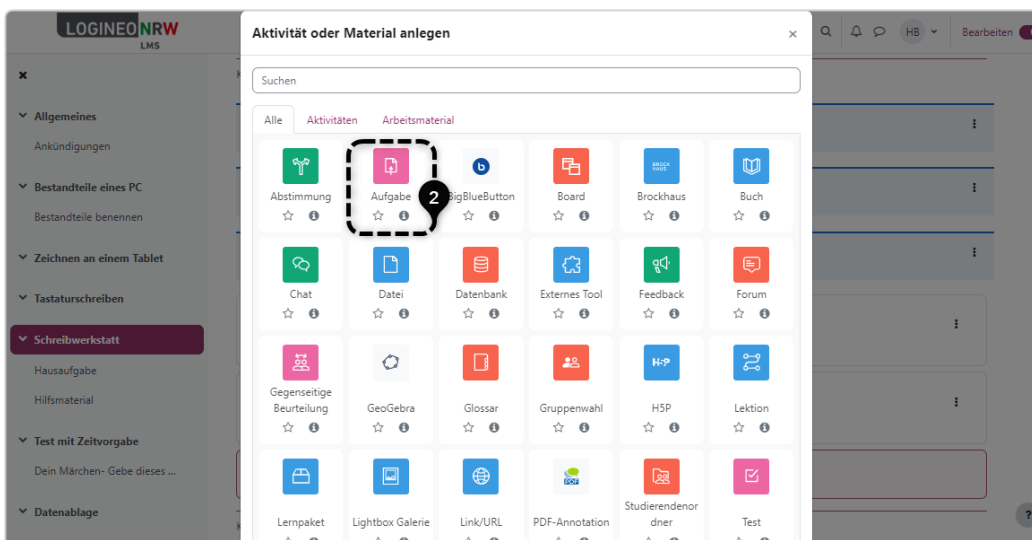 LOGINEO NRW
LMS
Aktivität oder Material anlegen
×
HB
Bearbeiten
Suchen
Alle Aktivitäten Arbeitsmaterial
Allgemeines
Ankündigungen
Bestandteile eines PC
Bestandteile benennen
Zeichnen an einem Tablet
Tastaturschreiben
Schreibwerkstatt
Hausaufgabe
Hilfsmaterial
Test mit Zeitvorgabe
Dein Märchen- Gebe dieses ...
Datenablage
b
BROCK
HAUS
Abstimmung Aufgabe 2 BigBlueButton Board Brockhaus Buch
Chat Datei Datenbank Externes Tool Feedback Forum
H-P
Gegenseitige
Beurteilung GeoGebra Glossar Gruppenwahl H5P Lektion
PDF
Studierendenor
Lernpaket Lightbox Galerie Link/URL PDF-Annotation dner Test
?